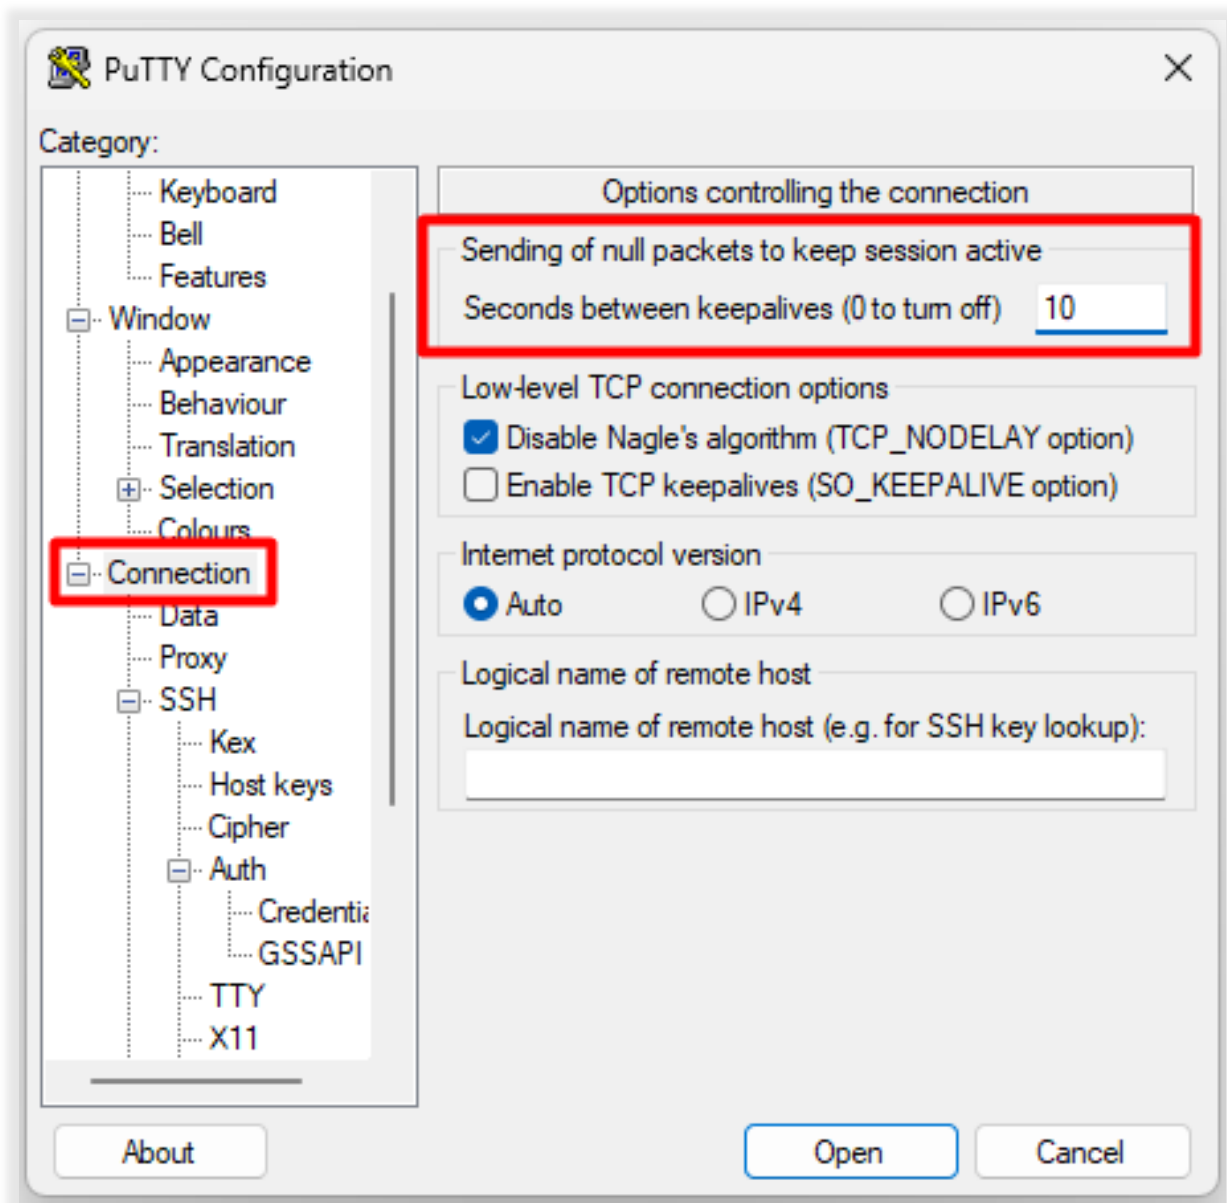 PuTTY Configuration
Category:
Keyboard
Bell
Features
Window
Appearance
Behaviour
Translation
Selection
Colours
Connection
Data
Proxy
SSH
Kex
Host keys
Cipher
Auth
Credentia
GSSAPI
TTY
X11
Options controlling the connection
Sending of null packets to keep session active
Seconds between keepalives (0 to turn off) 10
Low-level TCP connection options
Disable Nagle's algorithm (TCP_NODELAY option)
Enable TCP keepalives (SO_KEEPALIVE option)
Internet protocol version
Auto IPv4 IPv6
Logical name of remote host
Logical name of remote host (e.g. for SSH key lookup):
About Open Cancel